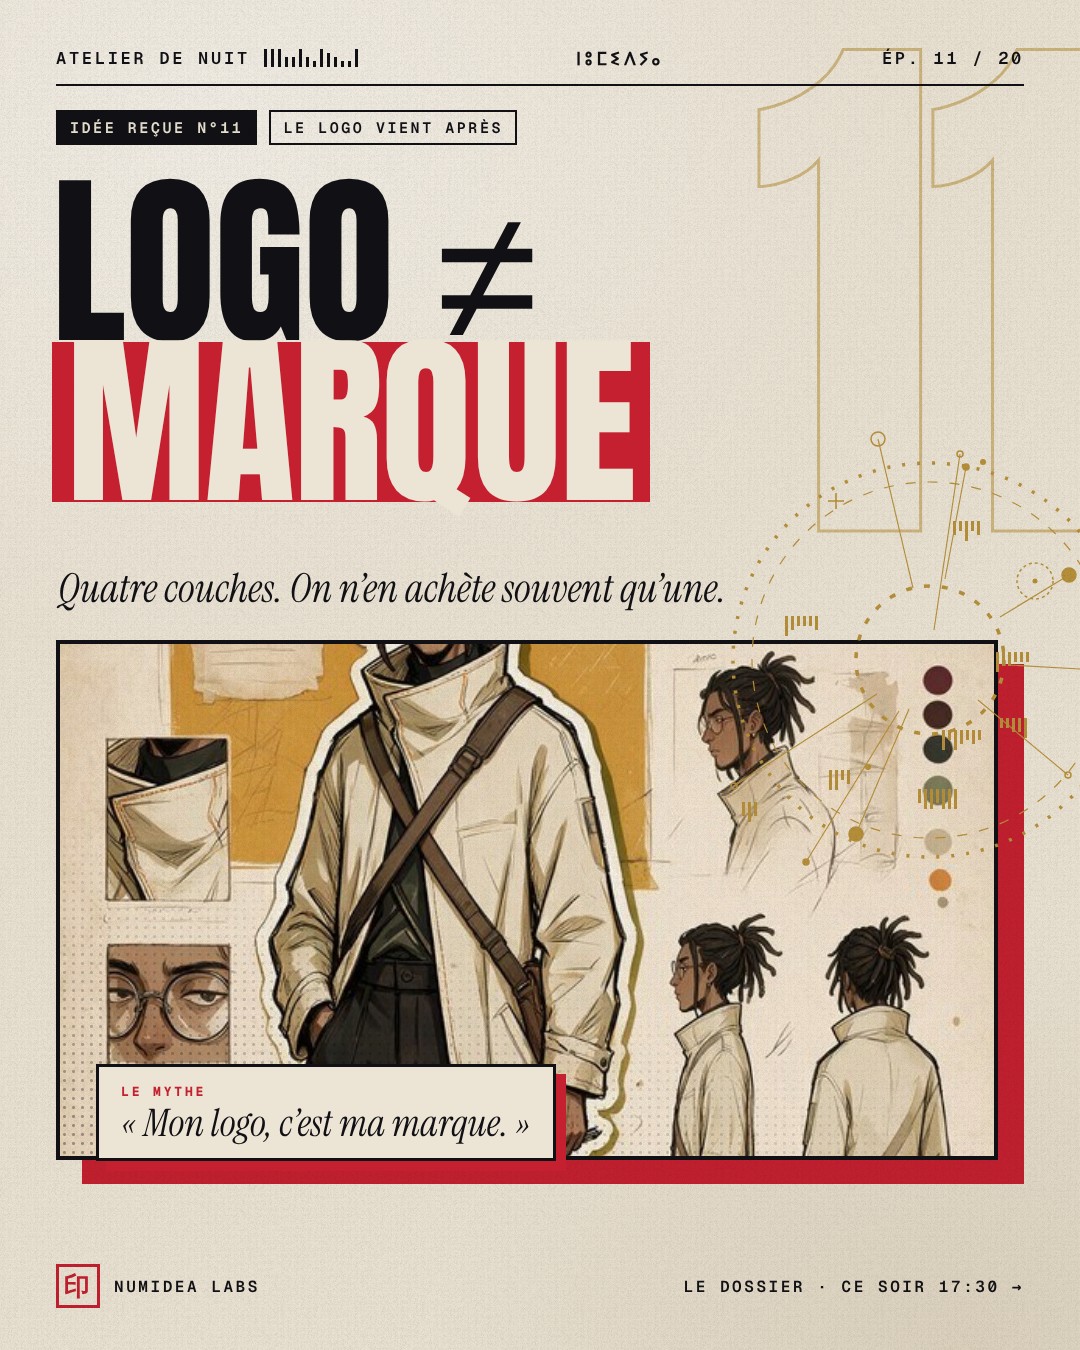 ATELIER DE NUIT
ÉP. 11 / 20
11
IDÉE REÇUE N°11
LE LOGO VIENT APRÈS
LOGO ≠
MARQUE
Quatre couches. On n’en achète souvent qu’une.
LE MYTHE
« Mon logo, c’est ma marque. »
印 NUMIDEA LABS
LE DOSSIER · CE SOIR 17:30 →